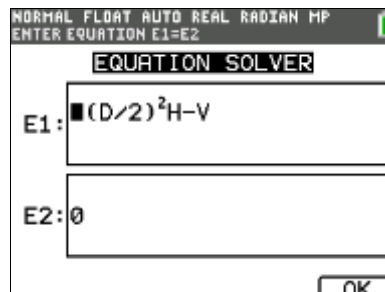 NORMAL FLOAT AUTO REAL RADIAN MP
ENTER EQUATION E1=E2
EQUATION SOLVER
E1:(D/2)²H-V
E2:0
OK